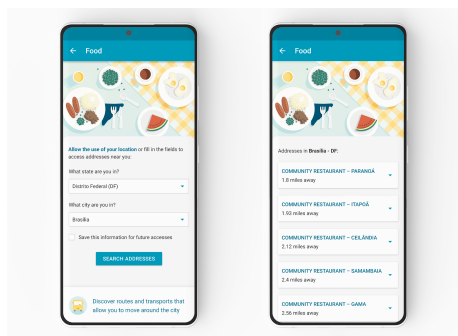 Food
Allow the use of your location or fill in the fields to
access addresses near you:
What state are you in?
Distrito Federal (DF)
What city are you in?
Brasília
Save this information for future accesses
SEARCH ADDRESSES
Discover routes and transports that
allow you to move around the city
Food
Addresses in Brasília - DF:
COMMUNITY RESTAURANT – PARANOÁ
1.8 miles away
COMMUNITY RESTAURANT – ITAPOÃ
1.93 miles away
COMMUNITY RESTAURANT – CEILÂNDIA
2.12 miles away
COMMUNITY RESTAURANT – SAMAMBAIA
2.4 miles away
COMMUNITY RESTAURANT – GAMA
2.56 miles away